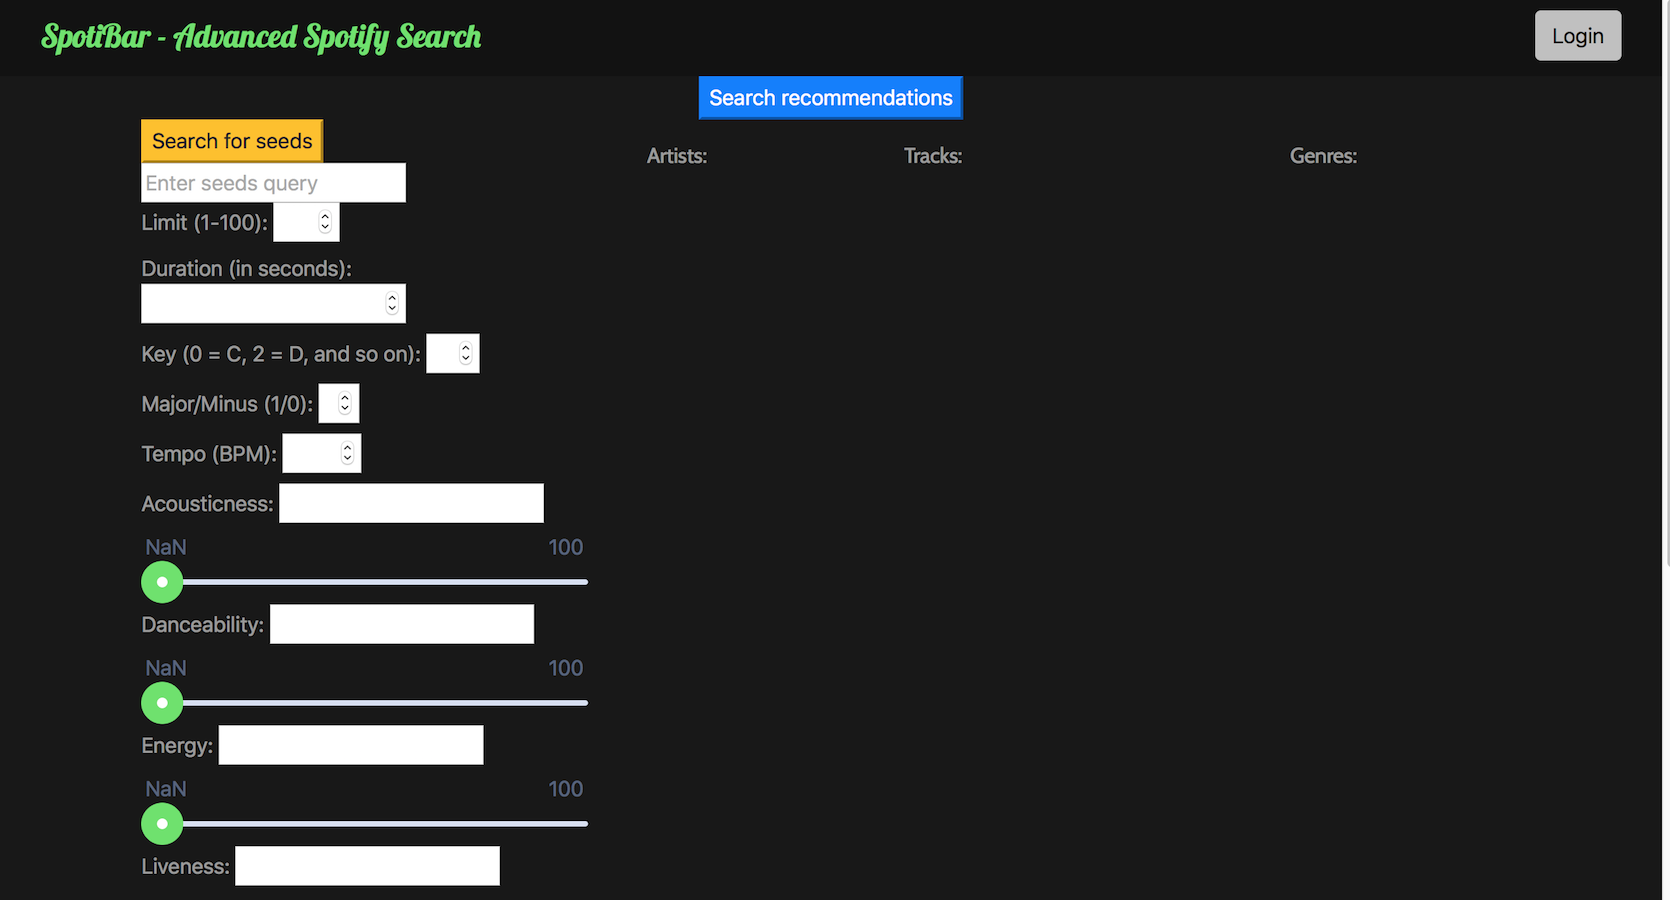 SpotiBar - Advanced Spotify Search
Login
Search recommendations
Search for seeds
Artists:
Tracks:
Genres:
Enter seeds query
Limit (1-100):
Duration (in seconds):
Key (0 = C, 2 = D, and so on):
Major/Minus (1/0):
Tempo (BPM):
Acousticness:
NaN 100
Danceability:
NaN 100
Energy:
NaN 100
Liveness: